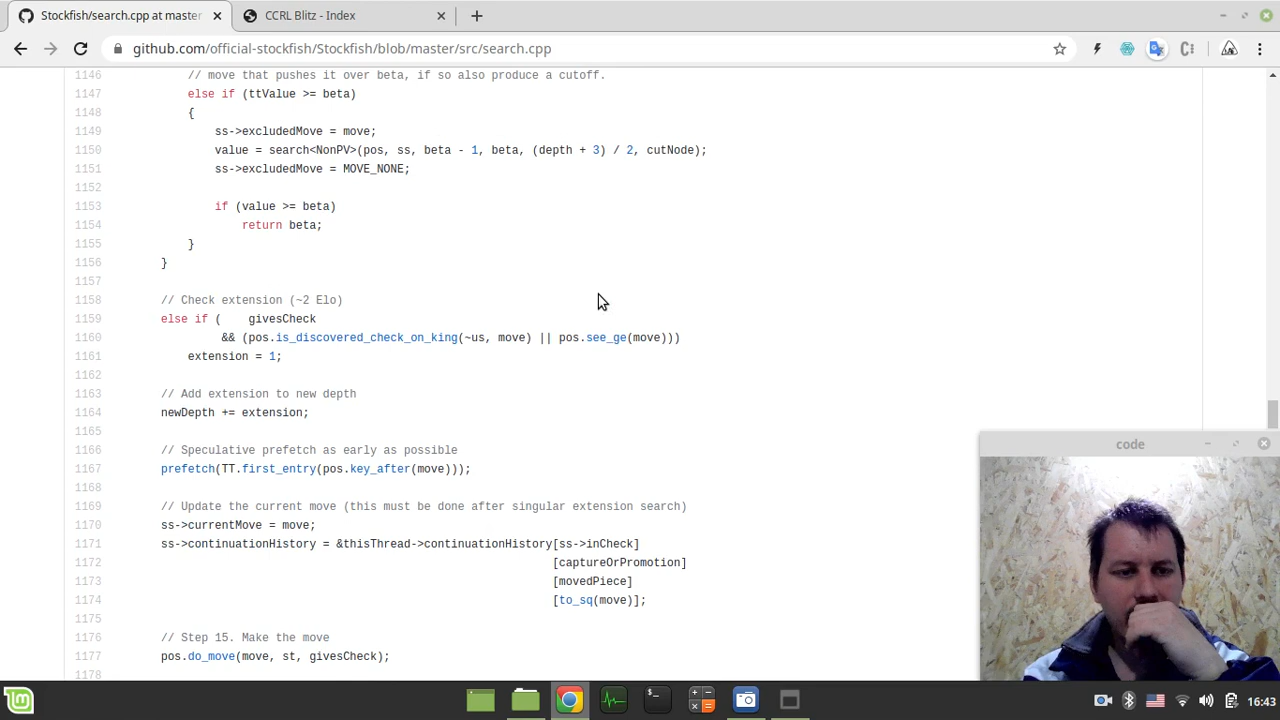 Stockfish/search.cpp at master
CCRL Blitz - Index
github.com/official-stockfish/Stockfish/blob/master/src/search.cpp
1146 // move that pushes it over beta, if so also produce a cutoff.
1147 else if (ttValue >= beta)
1148 {
1149 ss->excludedMove = move;
1150 value = search<NonPV>(pos, ss, beta - 1, beta, (depth + 3) / 2, cutNode);
1151 ss->excludedMove = MOVE_NONE;
1152
1153 if (value >= beta)
1154 return beta;
1155 }
1156 }
1157
1158 // Check extension (~2 Elo)
1159 else if ( givesCheck
1160 && (pos.is_discovered_check_on_king(~us, move) || pos.see_ge(move)))
1161 extension = 1;
1162
1163 // Add extension to new depth
1164 newDepth += extension;
1165
1166 // Speculative prefetch as early as possible
1167 prefetch(TT.first_entry(pos.key_after(move)));
1168
1169 // Update the current move (this must be done after singular extension search)
1170 ss->currentMove = move;
1171 ss->continuationHistory = &thisThread->continuationHistory[ss->inCheck]
1172 [captureOrPromotion]
1173 [movedPiece]
1174 [to_sq(move)];
1175
1176 // Step 15. Make the move
1177 pos.do_move(move, st, givesCheck);
1178
code
16:43